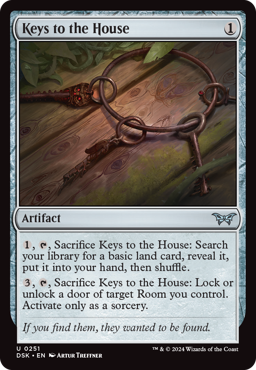 Keys to the House 1
Artifact
1, T, Sacrifice Keys to the House: Search
your library for a basic land card, reveal it,
put it into your hand, then shuffle.
3, T, Sacrifice Keys to the House: Lock or
unlock a door of target Room you control.
Activate only as a sorcery.
If you find them, they wanted to be found.
U 0251
DSK • EN ARTUR TREFFNER
™ & © 2024 Wizards of the Coast